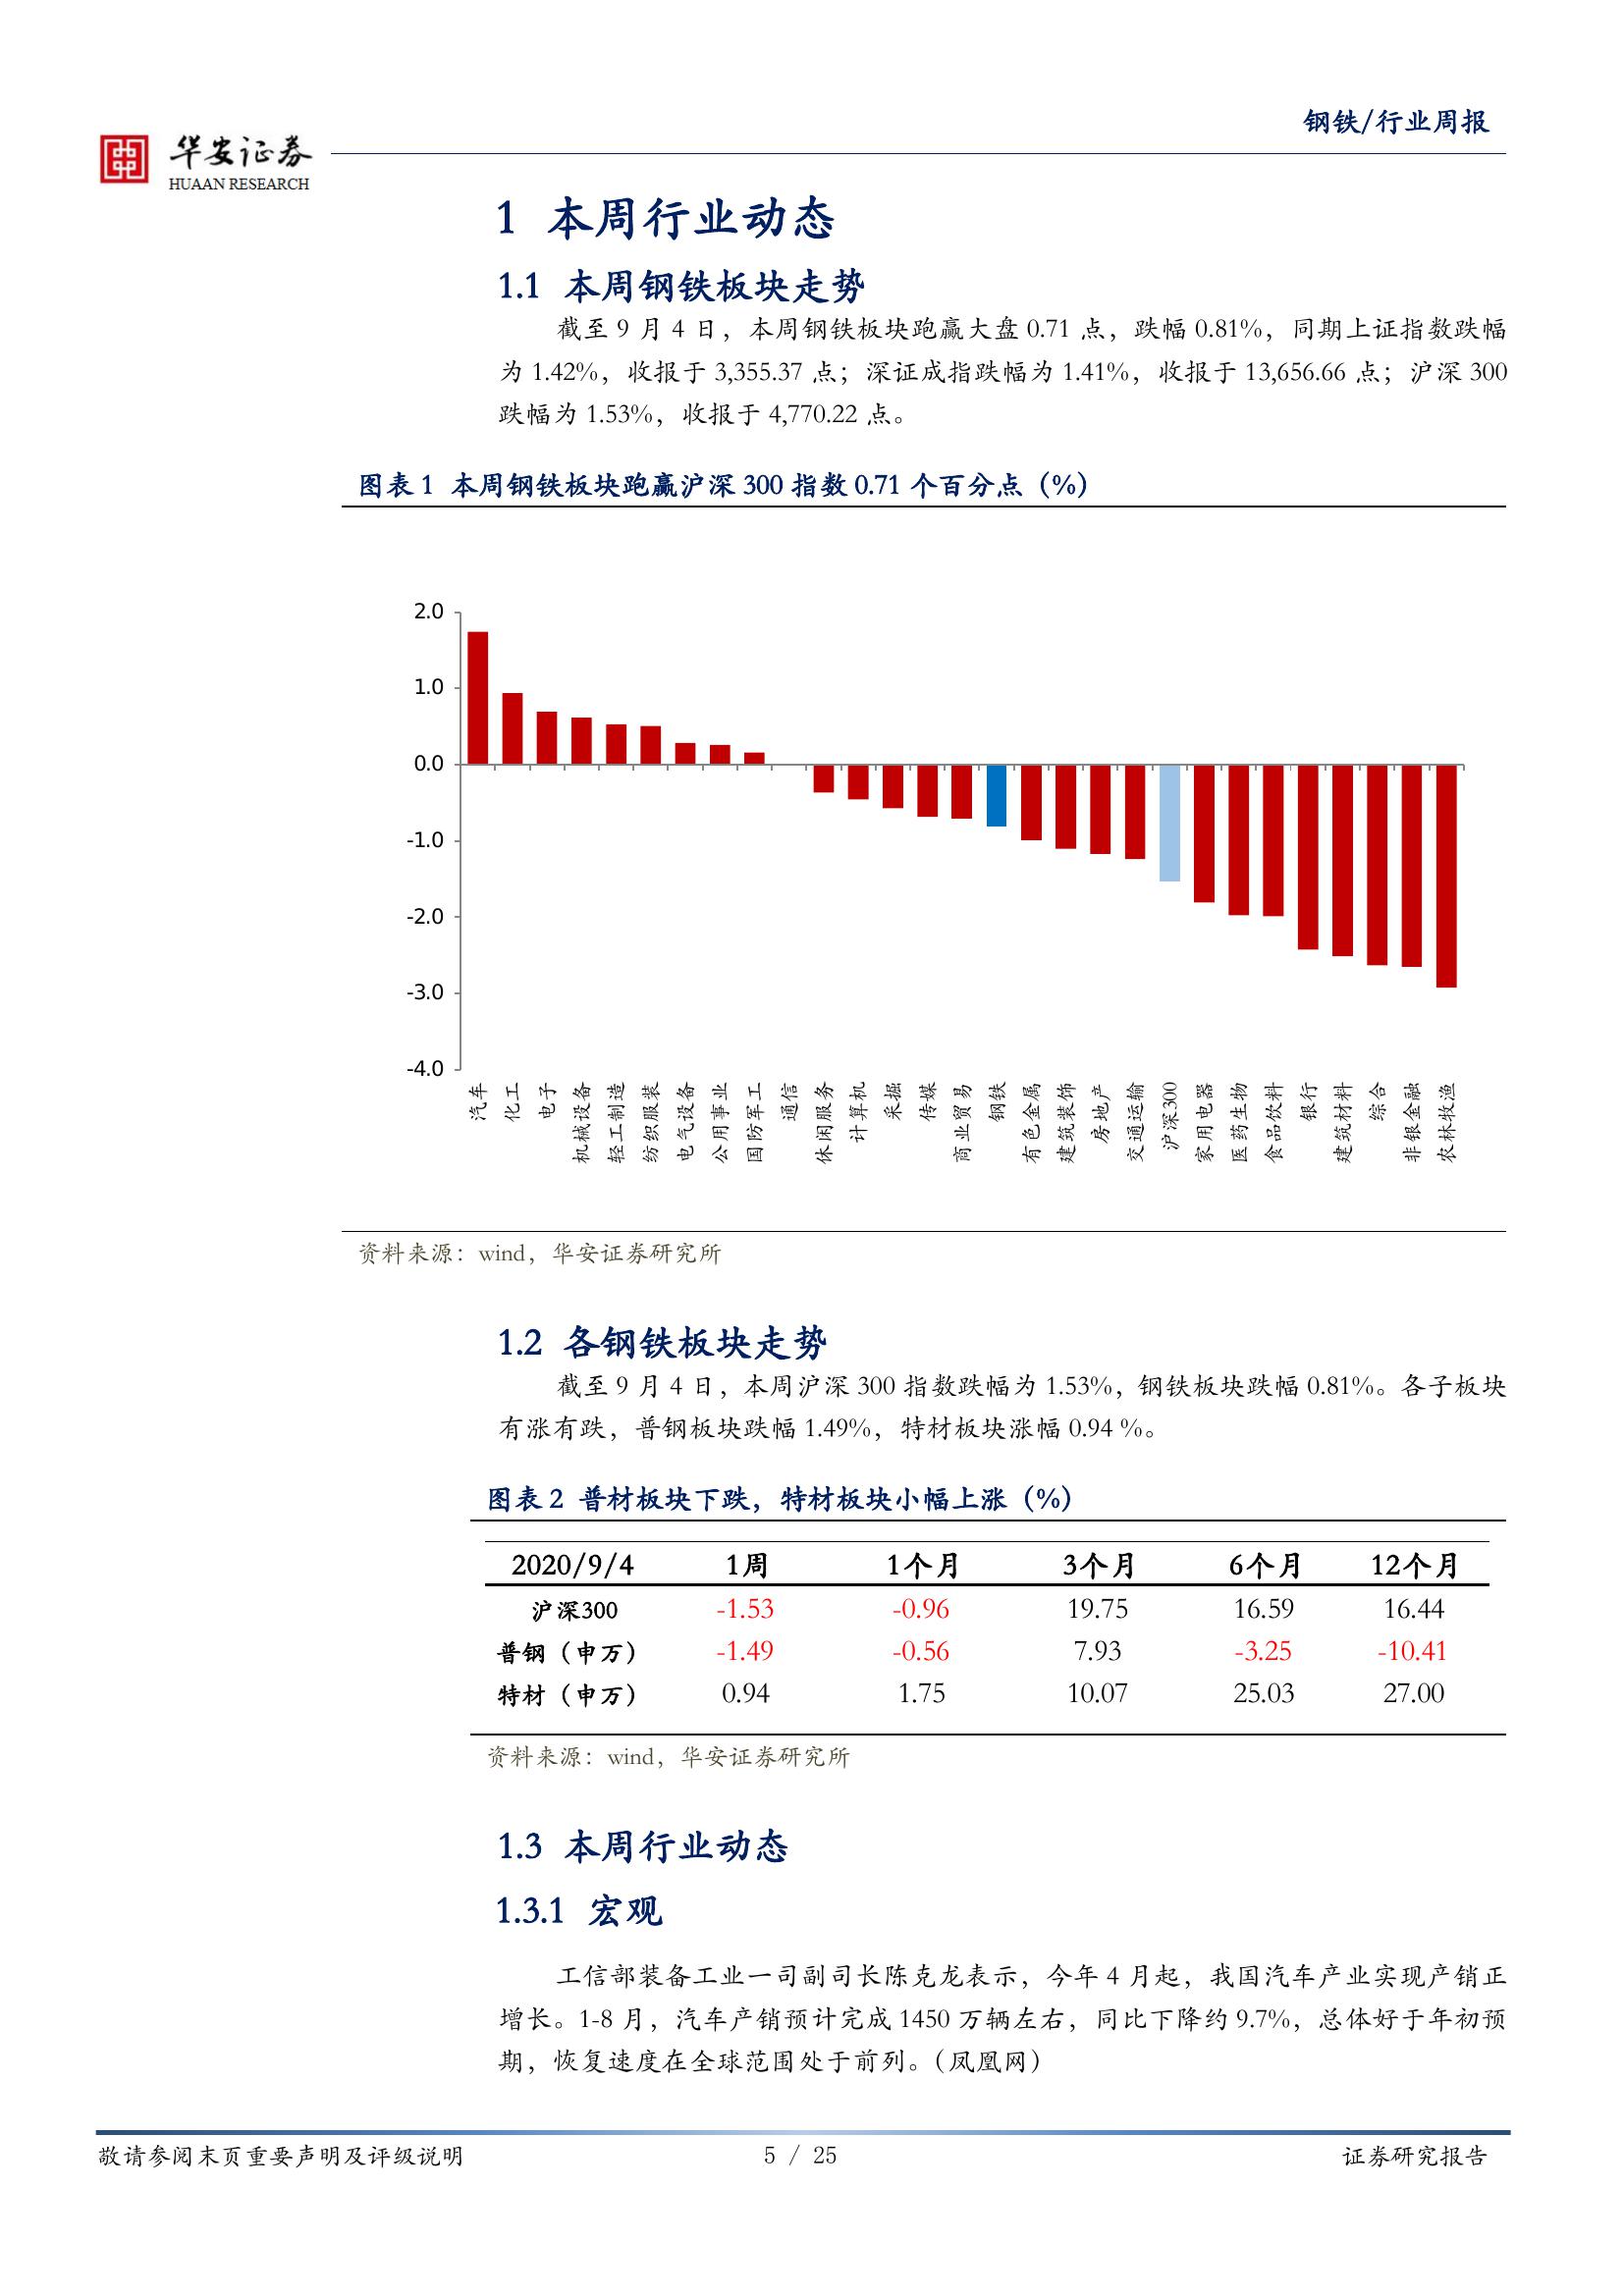 钢铁/行业周报
华安证券
HUAAN RESEARCH
1 本周行业动态
1.1 本周钢铁板块走势
截至 9 月 4 日，本周钢铁板块跑赢大盘 0.71 点，跌幅 0.81%，同期上证指数跌幅
为 1.42%，收报于 3,355.37 点；深证成指跌幅为 1.41%，收报于 13,656.66 点；沪深 300
跌幅为 1.53%，收报于 4,770.22 点。
图表 1 本周钢铁板块跑赢沪深 300 指数 0.71 个百分点（%）
2.0
1.0
0.0
-1.0
-2.0
-3.0
-4.0
汽车
化工
电子
机械设备
轻工制造
纺织服装
电气设备
公用事业
国防军工
通信
休闲服务
计算机
采掘
传媒
商业贸易
钢铁
有色金属
建筑装饰
房地产
交通运输
沪深300
家用电器
医药生物
食品饮料
银行
建筑材料
综合
非银金融
农林牧渔
资料来源：wind，华安证券研究所
1.2 各钢铁板块走势
截至 9 月 4 日，本周沪深 300 指数跌幅为 1.53%，钢铁板块跌幅 0.81%。各子板块
有涨有跌，普钢板块跌幅 1.49%，特材板块涨幅 0.94 %。
图表 2 普材板块下跌，特材板块小幅上涨（%）
2020/9/4 1周 1个月 3个月 6个月 12个月
沪深300 -1.53 -0.96 19.75 16.59 16.44
普钢（申万） -1.49 -0.56 7.93 -3.25 -10.41
特材（申万） 0.94 1.75 10.07 25.03 27.00
资料来源：wind，华安证券研究所
1.3 本周行业动态
1.3.1 宏观
工信部装备工业一司副司长陈克龙表示，今年 4 月起，我国汽车产业实现产销正
增长。1-8 月，汽车产销预计完成 1450 万辆左右，同比下降约 9.7%，总体好于年初预
期，恢复速度在全球范围处于前列。（凤凰网）
敬请参阅末页重要声明及评级说明 5 / 25 证券研究报告